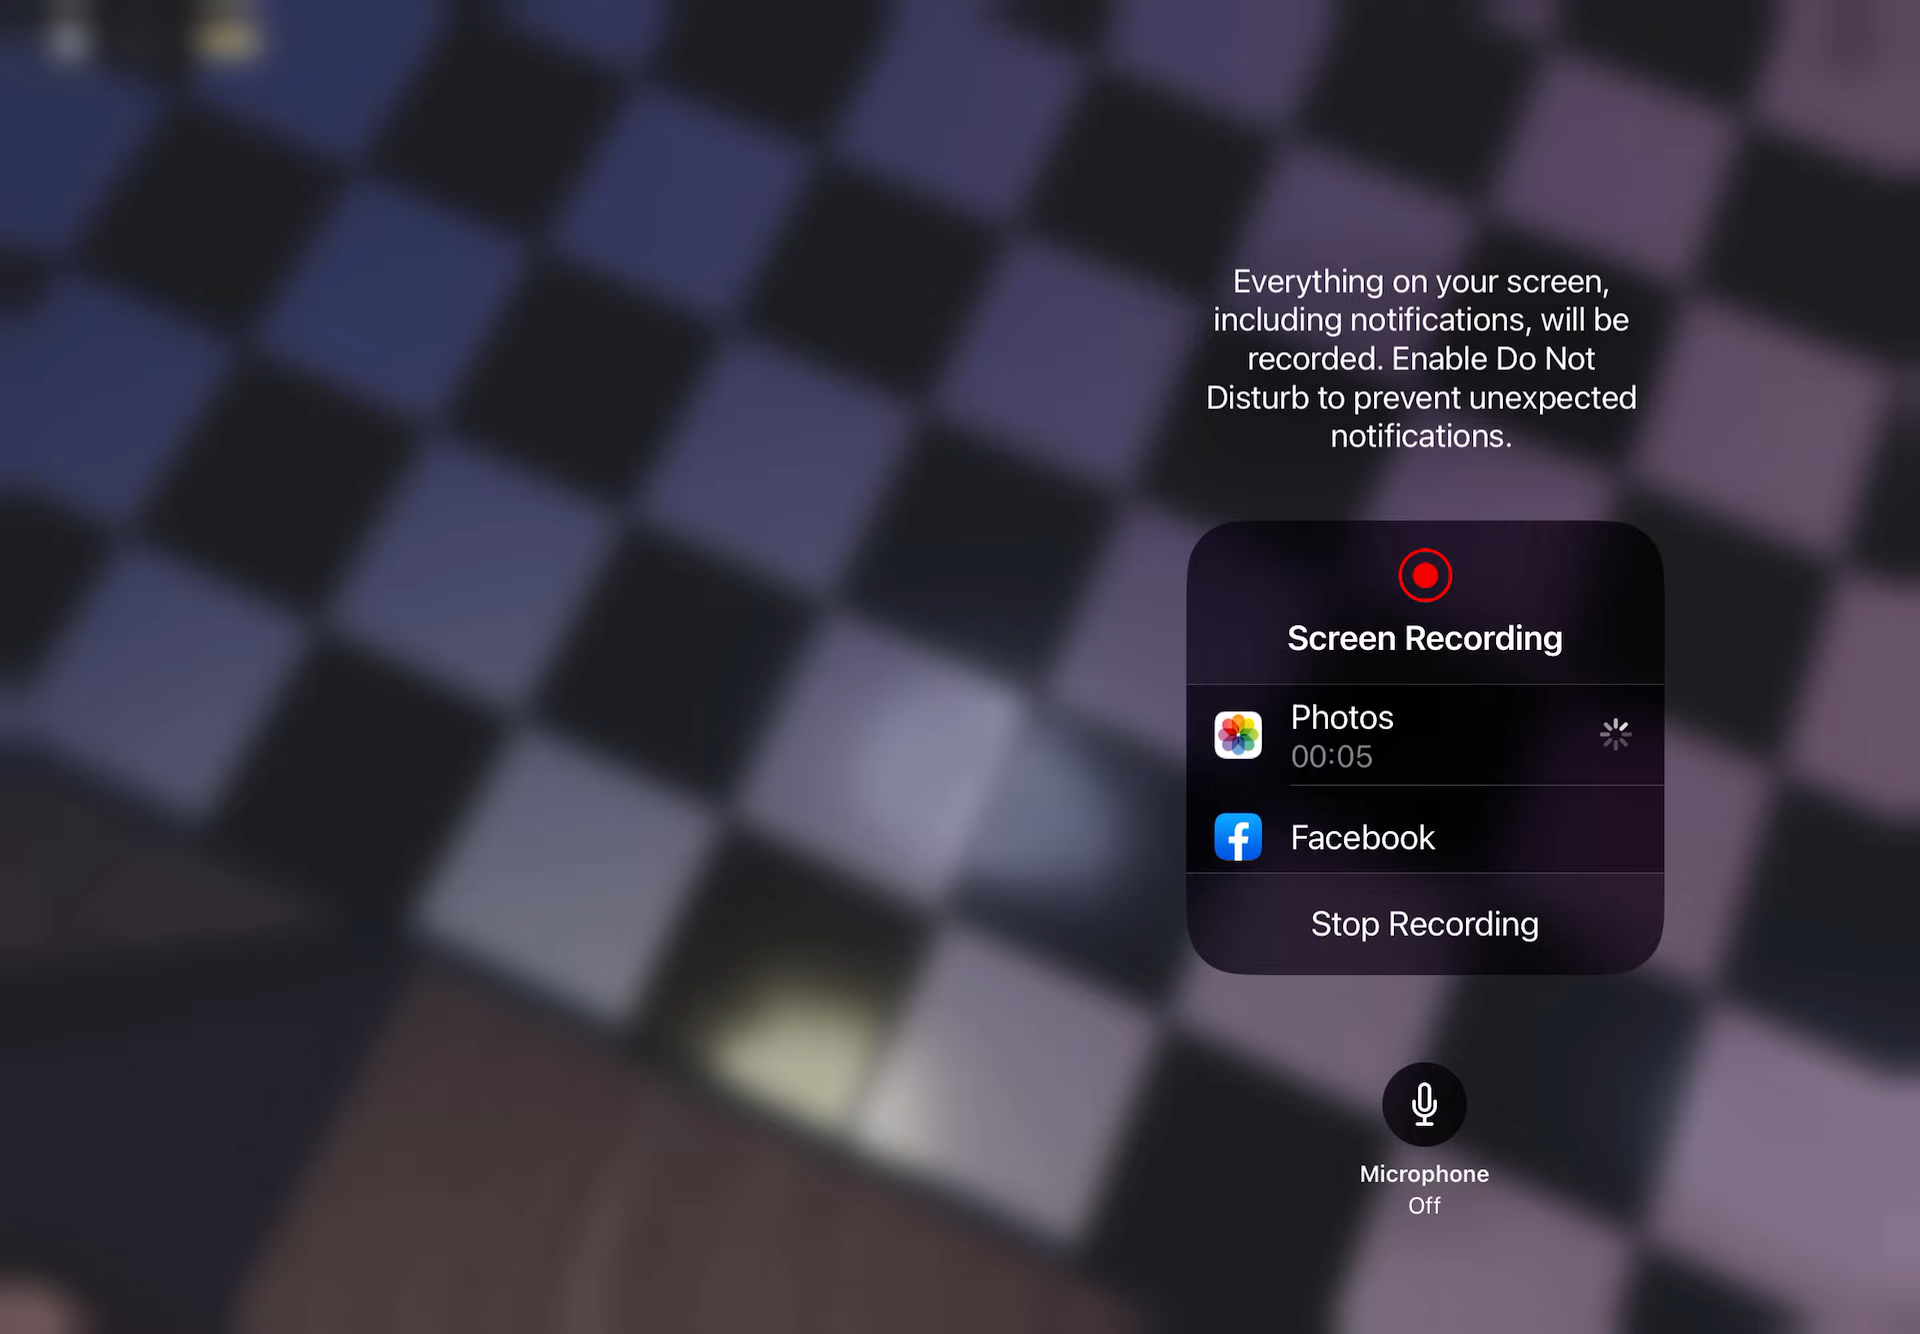 Everything on your screen,
including notifications, will be
recorded. Enable Do Not
Disturb to prevent unexpected
notifications.
Screen Recording
Photos
00:05
Facebook
Stop Recording
Microphone
Off